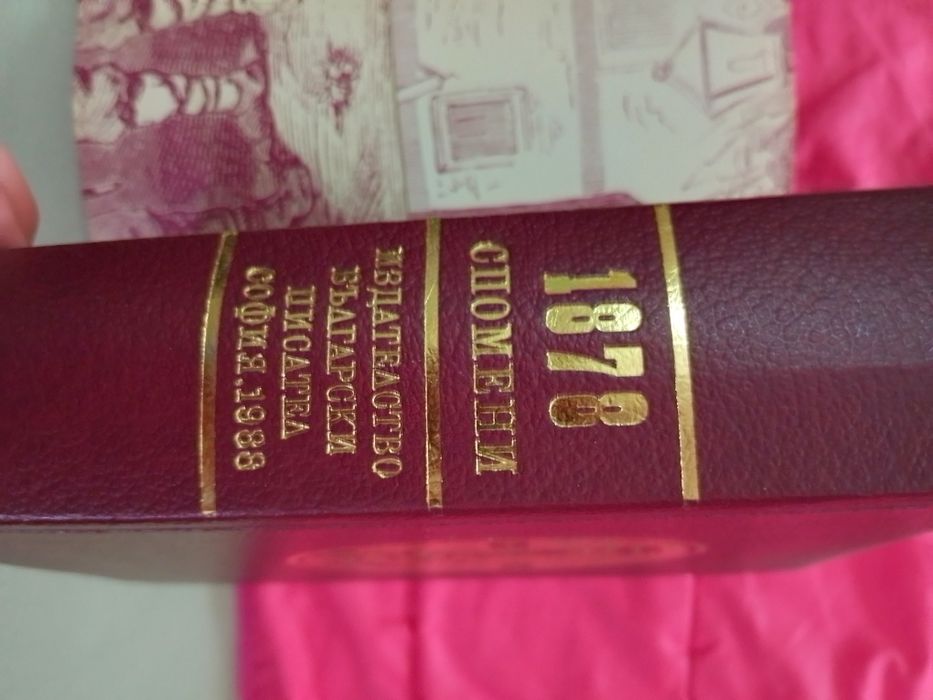 1878
СПОМЕНИ
ИЗДАТЕЛСТВО
БЪЛГАРСКИ
ПИСАТЕЛ
СОФИЯ.1988